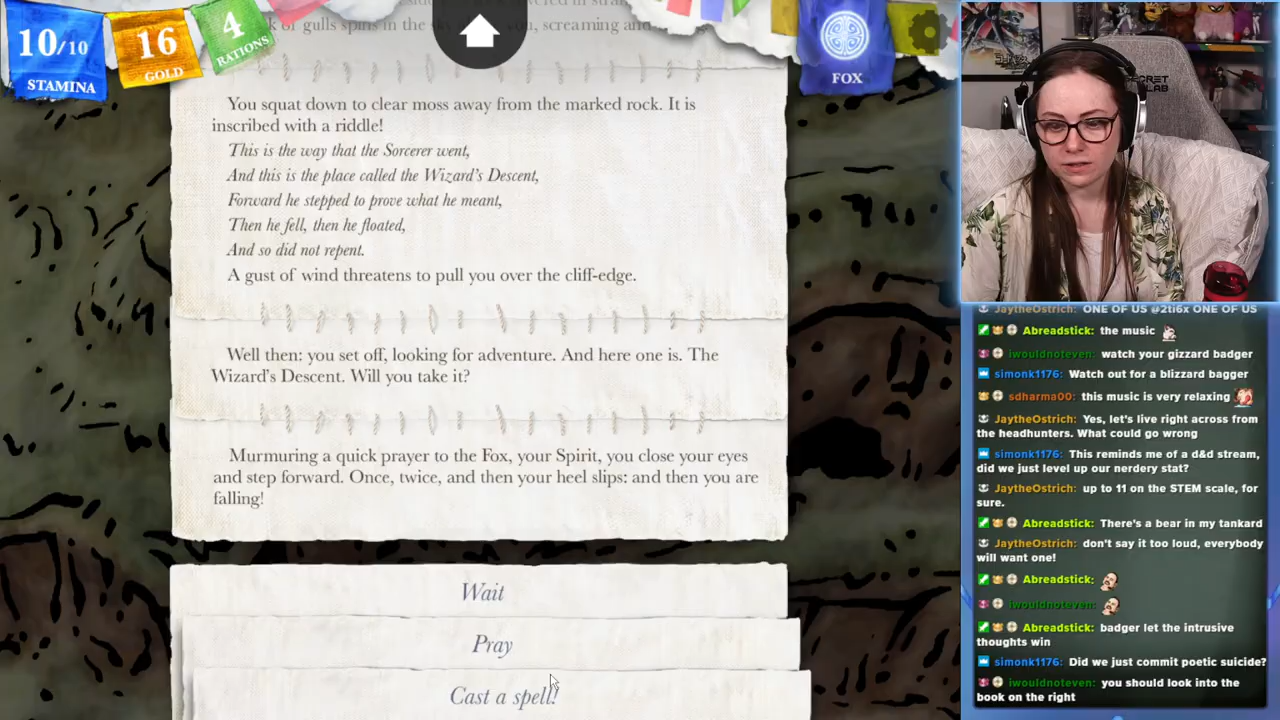 10/10
STAMINA
16
GOLD
4
RATIONS
FOX
of gulls spins in the
screaming and
You squat down to clear moss away from the marked rock. It is
inscribed with a riddle!
This is the way that the Sorcerer went,
And this is the place called the Wizard's Descent,
Forward he stepped to prove what he meant,
Then he fell, then he floated,
And so did not repent.
A gust of wind threatens to pull you over the cliff-edge.
Well then: you set off, looking for adventure. And here one is. The
Wizard's Descent. Will you take it?
Murmuring a quick prayer to the Fox, your Spirit, you close your eyes
and step forward. Once, twice, and then your heel slips: and then you are
falling!
Wait
Pray
Cast a spell!
SECRET
LAB
JaytheOstrich: ONE OF US @2ti6x ONE OF US
Abreadstick: the music
iwouldnoteven: watch your gizzard badger
simonk1176: Watch out for a blizzard bagger
sdharma00: this music is very relaxing
JaytheOstrich: Yes, let's live right across from
the headhunters. What could go wrong
simonk1176: This reminds me of a d&d stream,
did we just level up our nerdery stat?
JaytheOstrich: up to 11 on the STEM scale, for
sure.
Abreadstick: There's a bear in my tankard
JaytheOstrich: don't say it too loud, everybody
will want one!
Abreadstick:
iwouldnoteven:
Abreadstick: badger let the intrusive
thoughts win
simonk1176: Did we just commit poetic suicide?
iwouldnoteven: you should look into the
book on the right